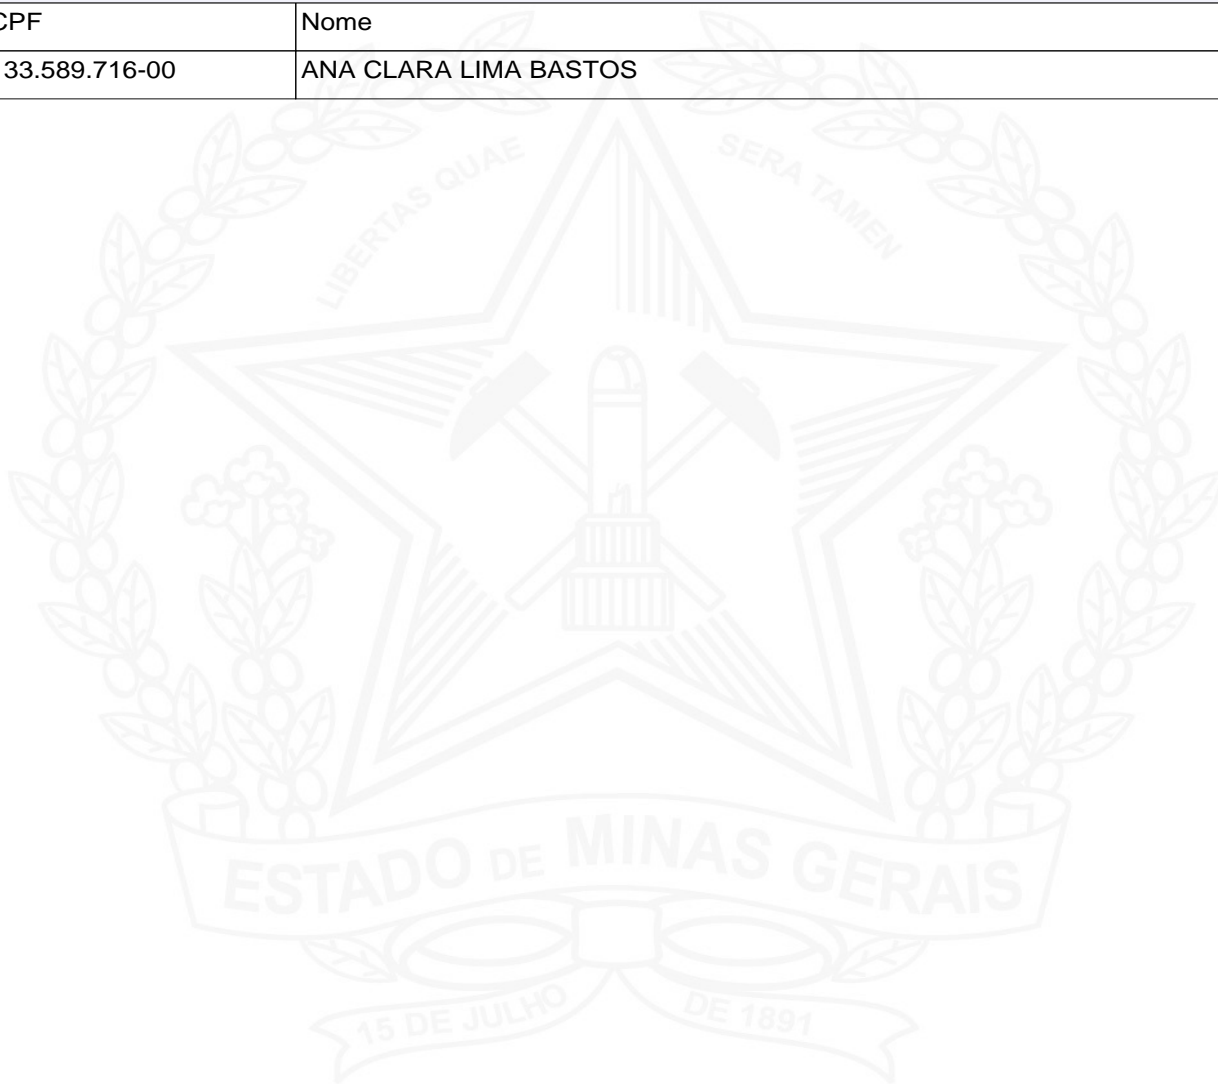 CPF Nome
33.589.716-00 ANA CLARA LIMA BASTOS
LIBERTAS QUAE SERA TAMEN
ESTADO DE MINAS GERAIS
15 DE JULHO DE 1891